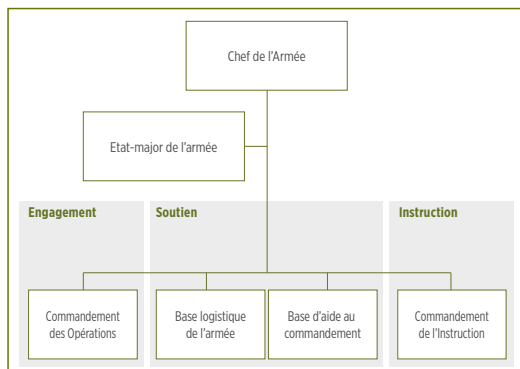 Chef de l'Armée
Etat-major de l'armée
Engagement
Soutien
Instruction
Commandement
des Opérations
Base logistique
de l'armée
Base d'aide au
commandement
Commandement
de l'Instruction